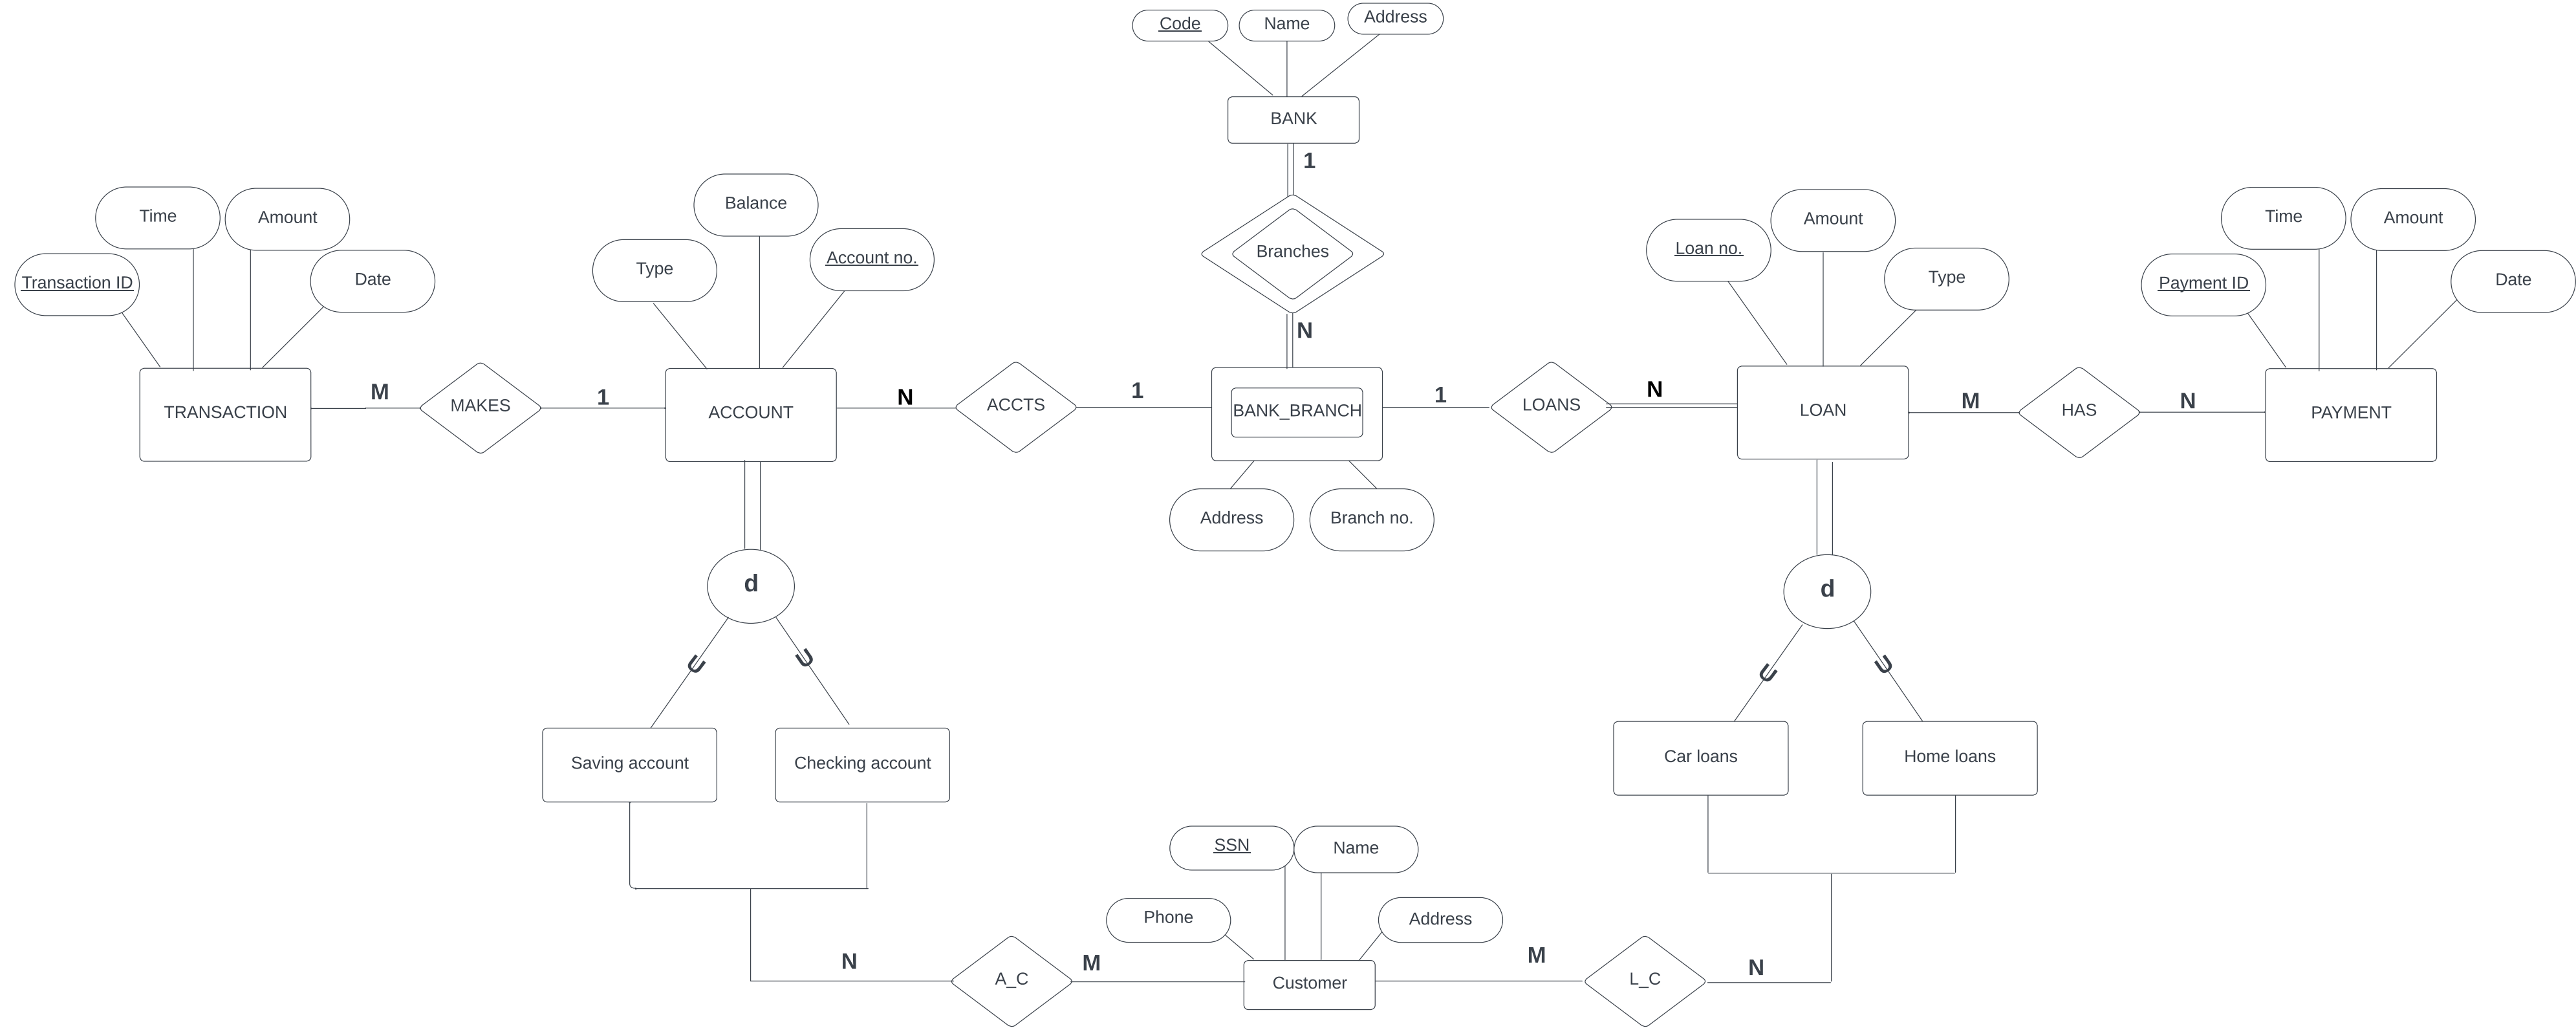 Code
Name
Address
BANK
1
Branches
N
Time
Amount
Transaction ID
Date
TRANSACTION
M
MAKES
1
Type
Balance
Account no.
ACCOUNT
N
ACCTS
1
BANK_BRANCH
Address
Branch no.
1
LOANS
N
Loan no.
Amount
Type
LOAN
M
HAS
N
Time
Amount
Payment ID
Date
PAYMENT
d
U
U
Saving account
Checking account
d
U
U
Car loans
Home loans
N
A_C
M
SSN
Name
Phone
Address
Customer
M
L_C
N